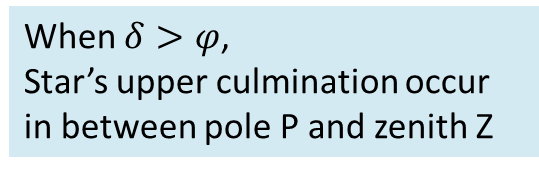 When 𝛿 > 𝜑,
Star's upper culmination occur
in between pole P and zenith Z